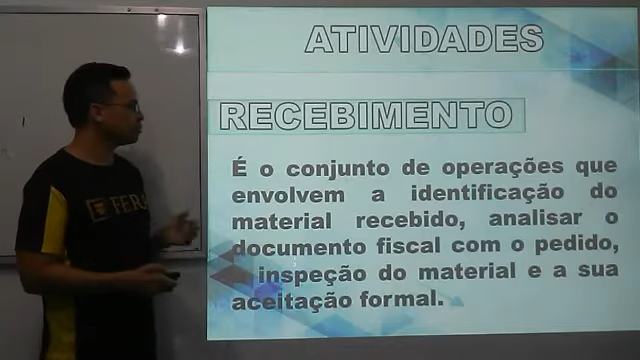 ATIVIDADES
RECEBIMENTO
É o conjunto de operações que
envolvem a identificação do
material recebido, analisar o
documento fiscal com o pedido,
inspeção do material e a sua
aceitação formal.